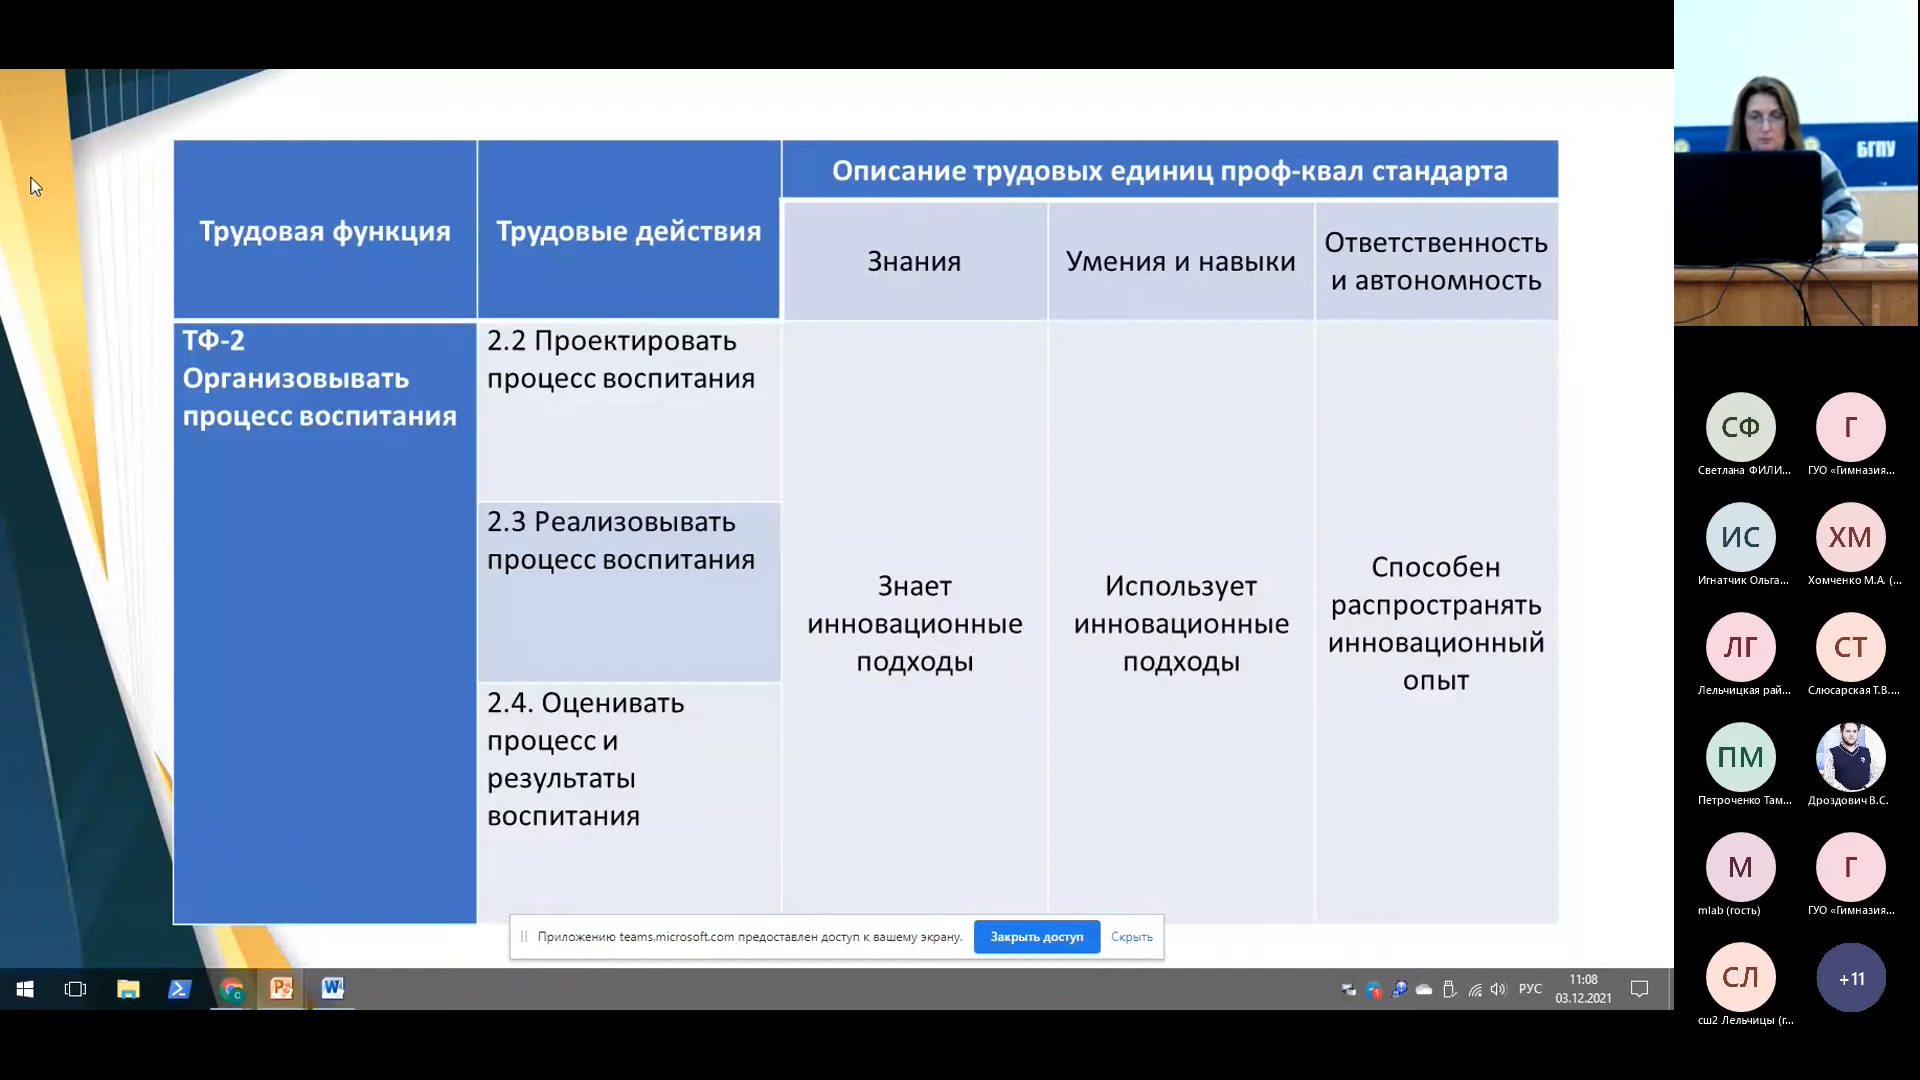 Трудовая функция
Трудовые действия
Описание трудовых единиц проф-квал стандарта
Знания
Умения и навыки
Ответственность
и автономность
ТФ-2
Организовывать
процесс воспитания
2.2 Проектировать
процесс воспитания
2.3 Реализовывать
процесс воспитания
2.4. Оценивать
процесс и
результаты
воспитания
Знает
инновационные
подходы
Использует
инновационные
подходы
Способен
распространять
инновационный
опыт
Приложению teams.microsoft.com предоставлен доступ к вашему экрану.
Закрыть доступ
Скрыть
РУС
11:08
03.12.2021
БГПУ
СФ
Светлана ФИЛИ...
Г
ГУО «Гимназия...
ИС
Игнатчик Ольга...
ХМ
Хомченко М.А. (...
ЛГ
Лельчицкая рай...
СТ
Слюсарская Т.В....
ПМ
Петроченко Там...
Дроздович В.С.
М
mlab (гость)
Г
ГУО «Гимназия...
СЛ
сш2 Лельчицы (г...
+11